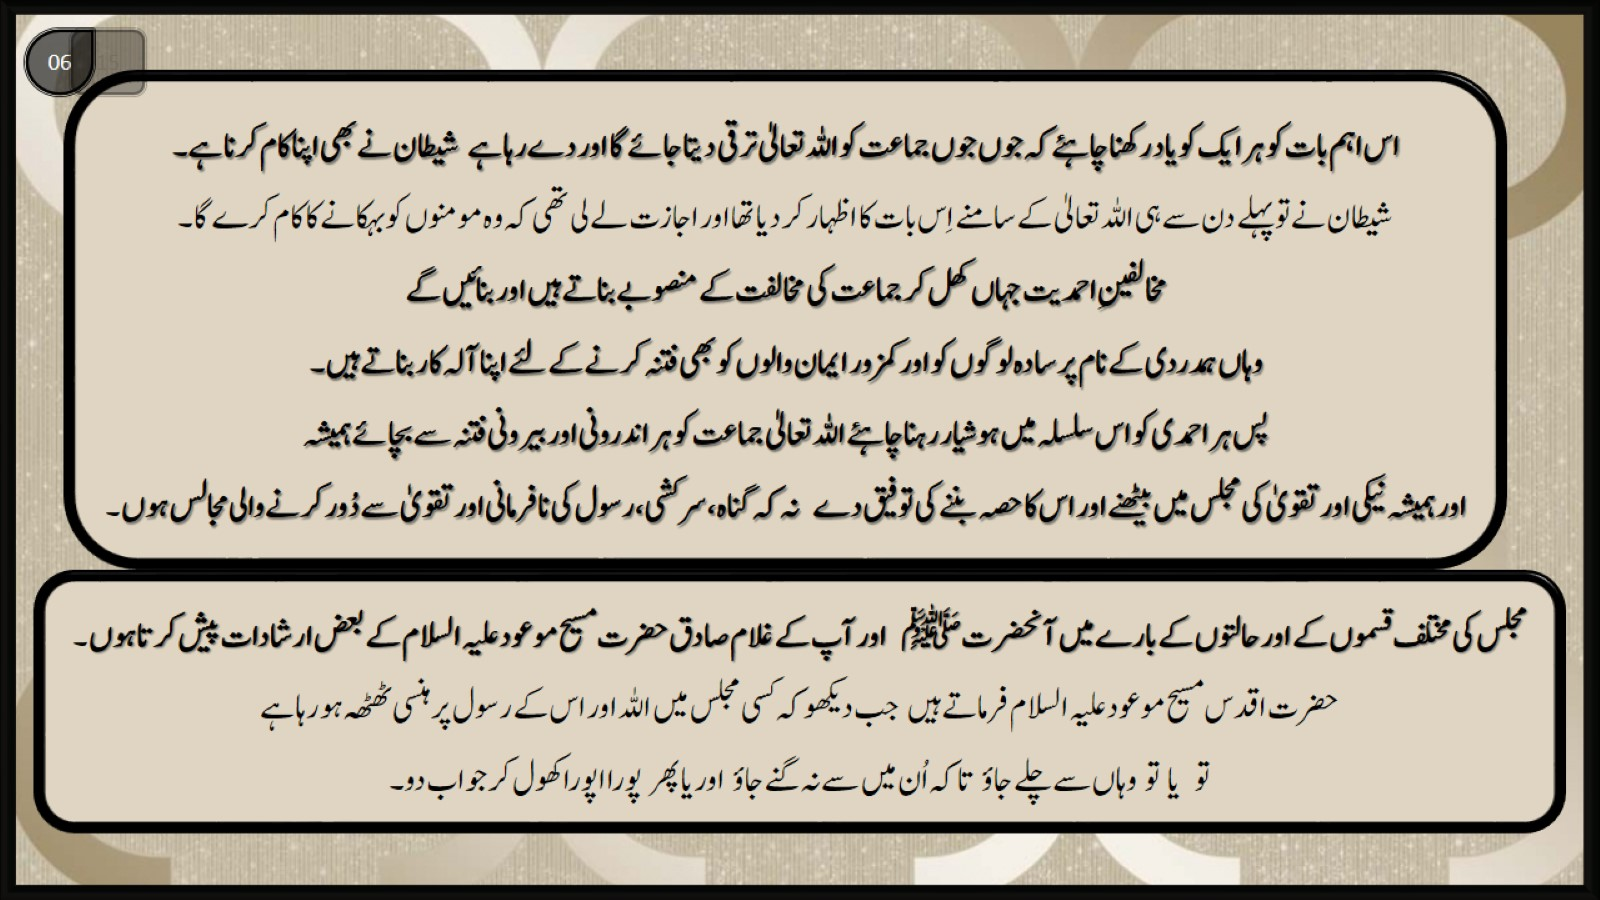 06
اس اہم بات کو ہر ایک کو یاد رکھنا چاہئے کہ جوں جوں جماعت کو اللہ تعالیٰ ترقی دیتا جائے گا اور دے رہا ہے شیطان نے بھی اپنا کام کرنا ہے۔
شیطان نے تو پہلے دن سے ہی اللہ تعالیٰ کے سامنے اِس بات کا اظہار کر دیا تھا اور اجازت لے لی تھی کہ وہ مومنوں کو بہکانے کا کام کرے گا۔
مخالفینِ احمدیت جہاں کھل کر جماعت کی مخالفت کے منصوبے بناتے ہیں اور بنائیں گے
وہاں ہمدردی کے نام پر سادہ لوگوں کو اور کمزور ایمان والوں کو بھی فتنہ کرنے کے لئے اپنا آلہ کار بناتے ہیں۔
پس ہر احمدی کو اس سلسلہ میں ہوشیار رہنا چاہئے اللہ تعالیٰ جماعت کو ہر اندرونی اور بیرونی فتنہ سے بچائے ہمیشہ
اور ہمیشہ نیکی اور تقویٰ کی مجلس میں بیٹھنے اور اس کا حصہ بننے کی توفیق دے نہ کہ گناہ، سرکشی، رسول کی نافرمانی اور تقویٰ سے دُور کرنے والی مجالس ہوں۔
مجلس کی مختلف قسموں کے اور حالتوں کے بارے میں آنحضرت ﷺ اور آپ کے غلام صادق حضرت مسیح موعود علیہ السلام کے بعض ارشادات پیش کرتا ہوں۔
حضرت اقدس مسیح موعود علیہ السلام فرماتے ہیں جب دیکھو کہ کسی مجلس میں اللہ اور اس کے رسول پر ہنسی ٹھٹھہ ہو رہا ہے
تو یا تو وہاں سے چلے جاؤ تا کہ اُن میں سے نہ گنے جاؤ اور یا پھر پورا اپورا کھول کر جواب دو۔